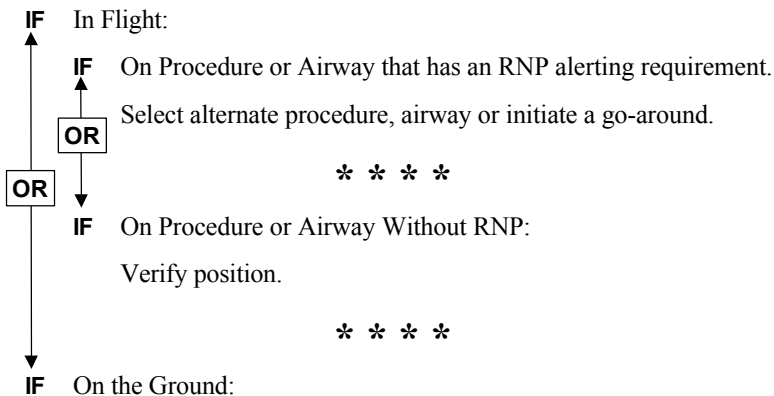 IF In Flight:
IF On Procedure or Airway that has an RNP alerting requirement.
Select alternate procedure, airway or initiate a go-around.
OR
* * * *
OR
IF On Procedure or Airway Without RNP:
Verify position.
* * * *
IF On the Ground: